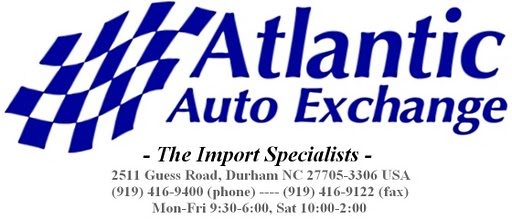 Atlantic
Auto Exchange
- The Import Specialists -
2511 Guess Road, Durham NC 27705-3306 USA
(919) 416-9400 (phone) ---- (919) 416-9122 (fax)
Mon-Fri 9:30-6:00, Sat 10:00-2:00